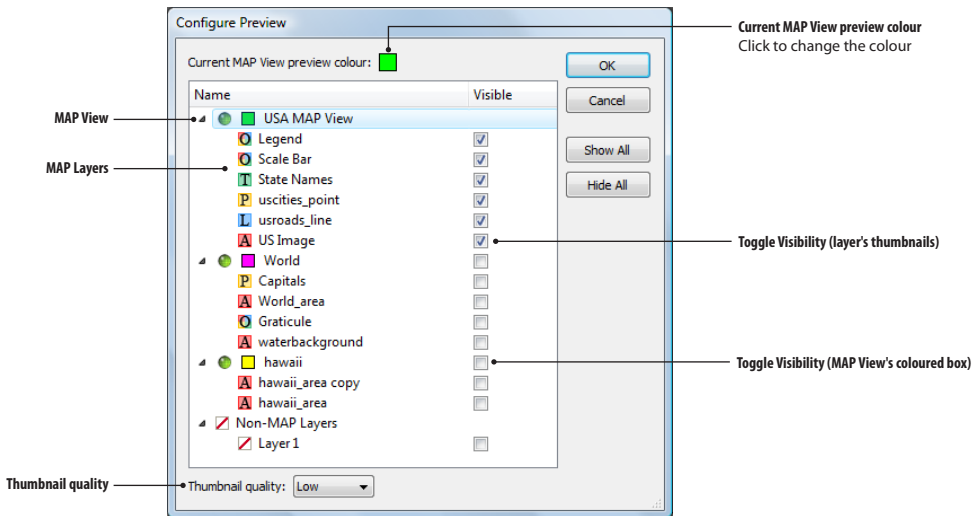 Configure Preview
Current MAP View preview colour
Click to change the colour
Current MAP View preview colour:
OK
Name Visible
Cancel
MAP View
USA MAP View
Legend
Show All
Scale Bar
MAP Layers
State Names
Hide All
P uscities_point
L usroads_line
A US Image
Toggle Visibility (layer's thumbnails)
World
P Capitals
A World_area
Graticule
A waterbackground
hawaii
Toggle Visibility (MAP View's coloured box)
A hawaii_area copy
A hawaii_area
Non-MAP Layers
Layer 1
Thumbnail quality
Thumbnail quality: Low